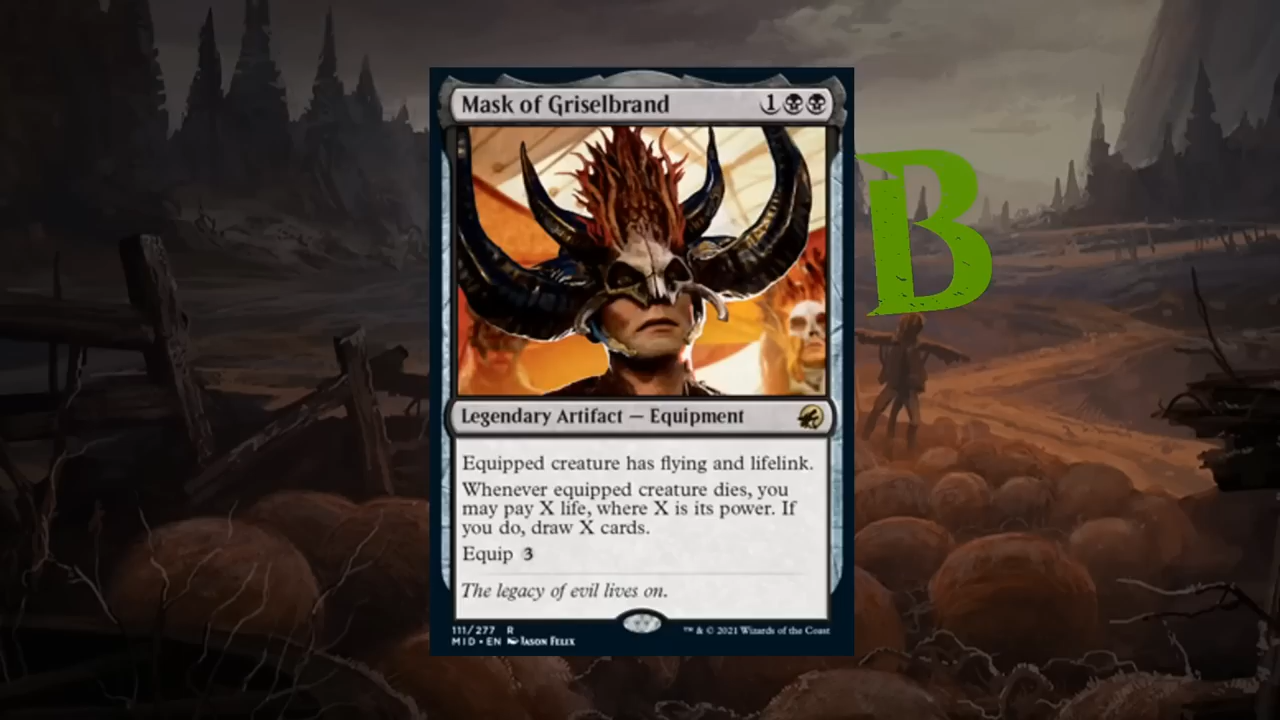 Mask of Griselbrand 1
B
Legendary Artifact — Equipment
Equipped creature has flying and lifelink.
Whenever equipped creature dies, you
may pay X life, where X is its power. If
you do, draw X cards.
Equip 3
The legacy of evil lives on.
111/277 R
MID • EN Jason Felix
™ & © 2021 Wizards of the Coast